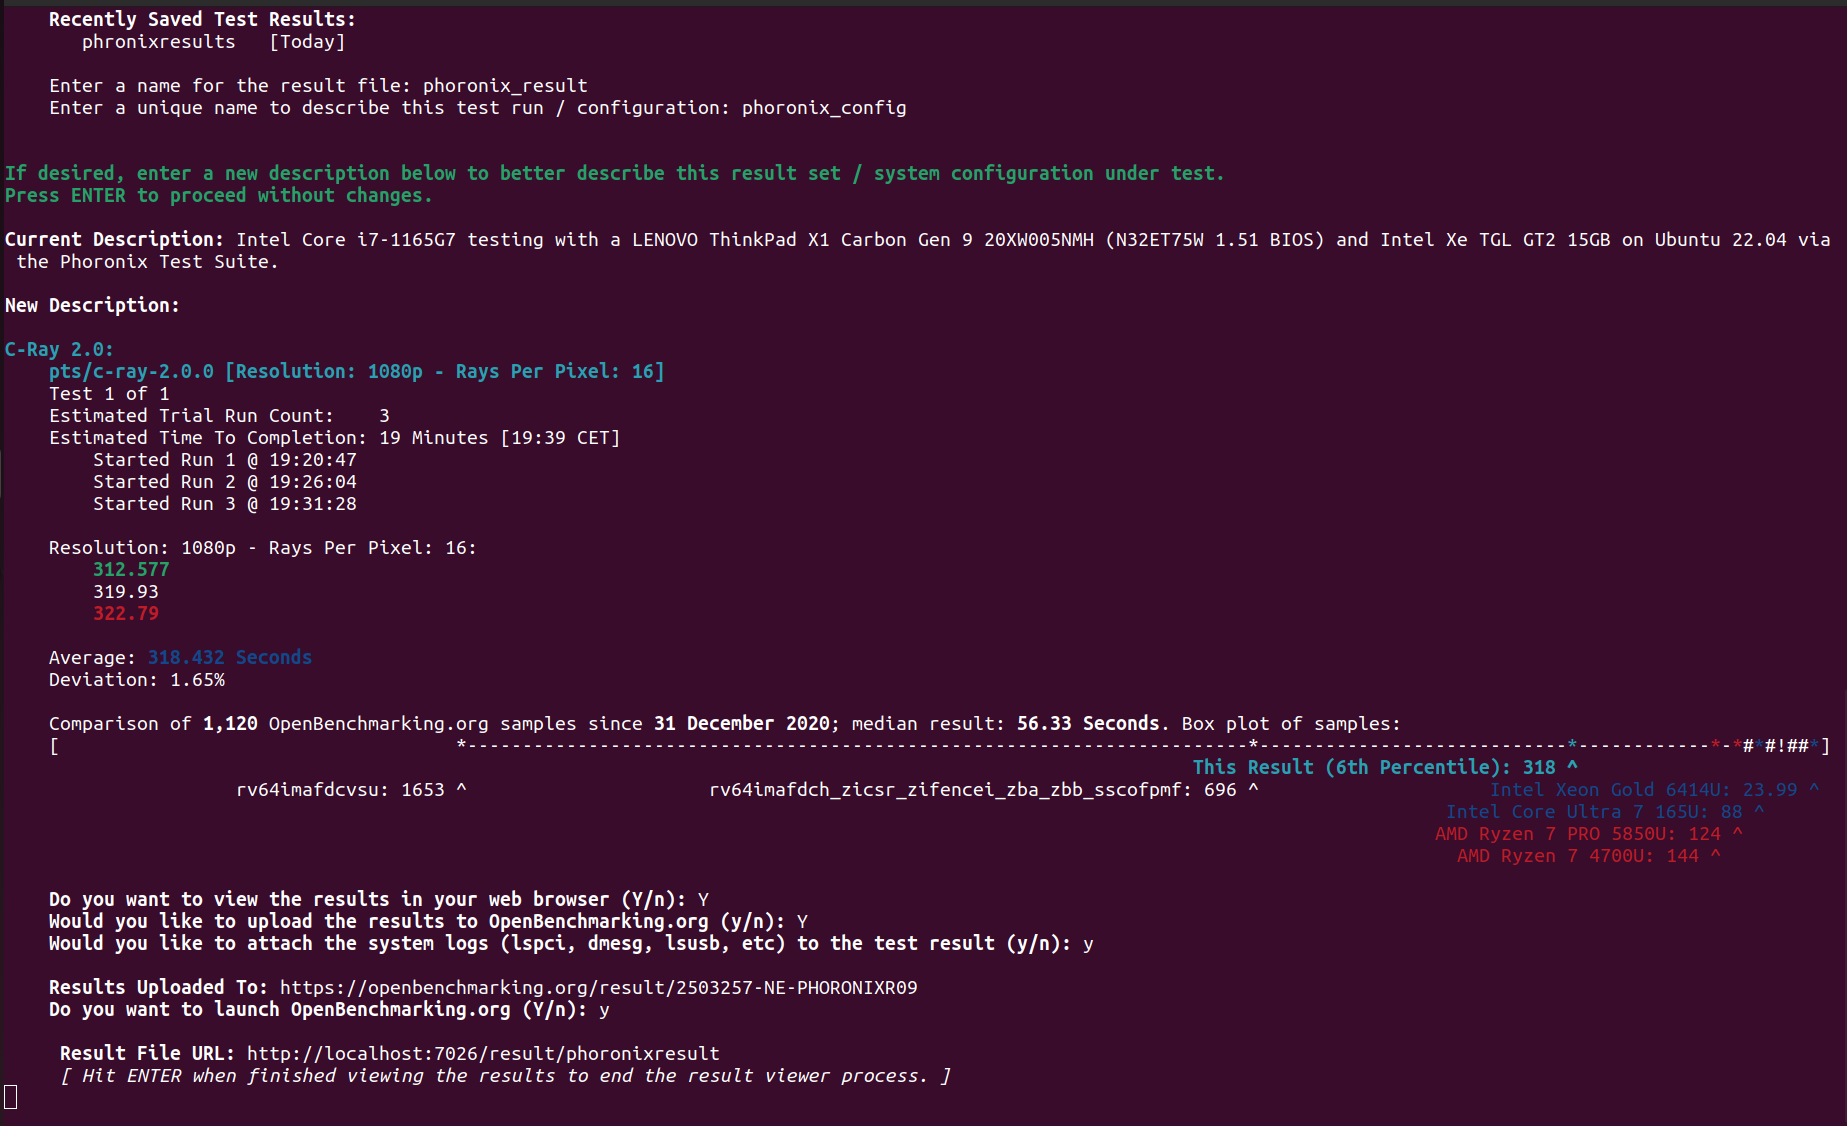 Recently Saved Test Results:
phronixresults   [Today]
Enter a name for the result file: phoronix_result
Enter a unique name to describe this test run / configuration: phoronix_config
If desired, enter a new description below to better describe this result set / system configuration under test.
Press ENTER to proceed without changes.
Current Description: Intel Core i7-1165G7 testing with a LENOVO ThinkPad X1 Carbon Gen 9 20XW005NMH (N32ET75W 1.51 BIOS) and Intel Xe TGL GT2 15GB on Ubuntu 22.04 via
the Phoronix Test Suite.
New Description:
C-Ray 2.0:
pts/c-ray-2.0.0 [Resolution: 1080p - Rays Per Pixel: 16]
Test 1 of 1
Estimated Trial Run Count:    3
Estimated Time To Completion: 19 Minutes [19:39 CET]
Started Run 1 @ 19:20:47
Started Run 2 @ 19:26:04
Started Run 3 @ 19:31:28
Resolution: 1080p - Rays Per Pixel: 16:
312.577
319.93
322.79
Average: 318.432 Seconds
Deviation: 1.65%
Comparison of 1,120 OpenBenchmarking.org samples since 31 December 2020; median result: 56.33 Seconds. Box plot of samples:
[                                    *-----------------------------------------------------------------------*----------------------------*------------*-*#*#!##*]
This Result (6th Percentile): 318 ^
rv64imafdcvsu: 1653 ^                      rv64imafdch_zicsr_zifencei_zba_zbb_sscofpmf: 696 ^                     Intel Xeon Gold 6414U: 23.99 ^
Intel Core Ultra 7 165U: 88 ^
AMD Ryzen 7 PRO 5850U: 124 ^
AMD Ryzen 7 4700U: 144 ^
Do you want to view the results in your web browser (Y/n): Y
Would you like to upload the results to OpenBenchmarking.org (y/n): Y
Would you like to attach the system logs (lspci, dmesg, lsusb, etc) to the test result (y/n): y
Results Uploaded To: https://openbenchmarking.org/result/2503257-NE-PHORONIXR09
Do you want to launch OpenBenchmarking.org (Y/n): y
Result File URL: http://localhost:7026/result/phoronixresult
[ Hit ENTER when finished viewing the results to end the result viewer process. ]